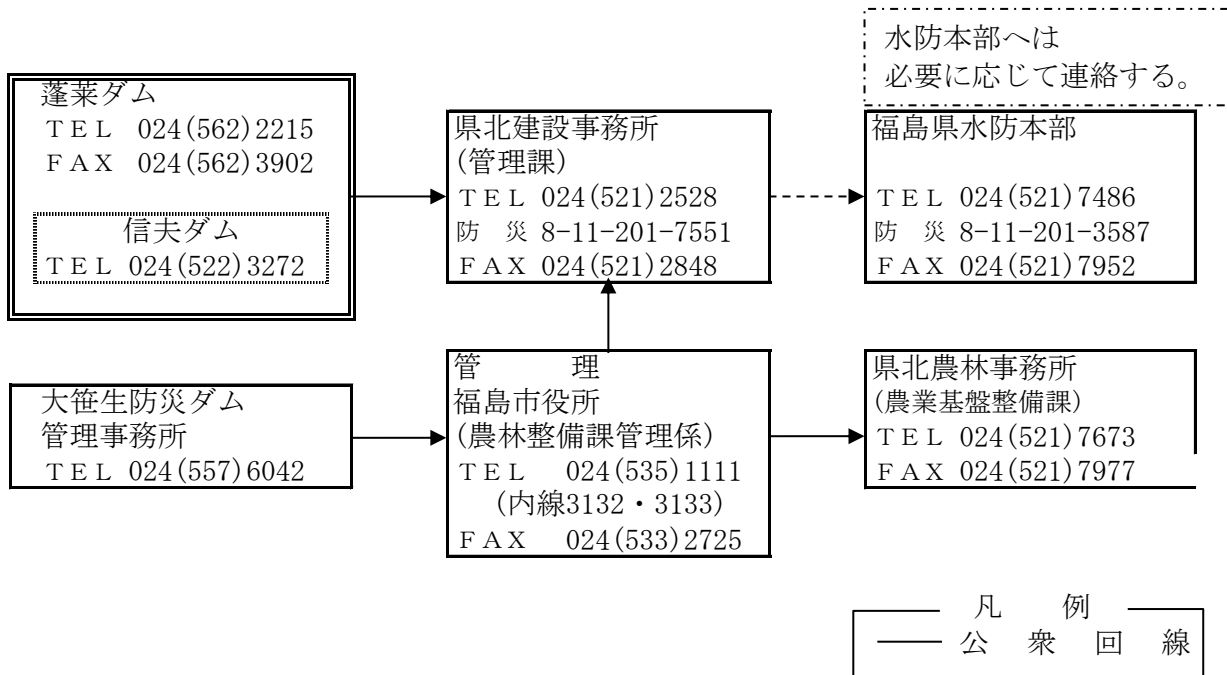 水防本部へは
必要に応じて連絡する。
蓬莱ダム
ＴＥＬ 024(562)2215
ＦＡＸ 024(562)3902
信夫ダム
ＴＥＬ 024(522)3272
県北建設事務所
(管理課)
ＴＥＬ 024(521)2528
防　災 8-11-201-7551
ＦＡＸ 024(521)2848
福島県水防本部
ＴＥＬ 024(521)7486
防　災 8-11-201-3587
ＦＡＸ 024(521)7952
大笹生防災ダム
管理事務所
ＴＥＬ 024(557)6042
管　　理
福島市役所
(農林整備課管理係)
ＴＥＬ　024(535)1111
(内線3132・3133)
ＦＡＸ　024(533)2725
県北農林事務所
(農業基盤整備課)
ＴＥＬ 024(521)7673
ＦＡＸ 024(521)7977
凡　例
公　衆　回　線